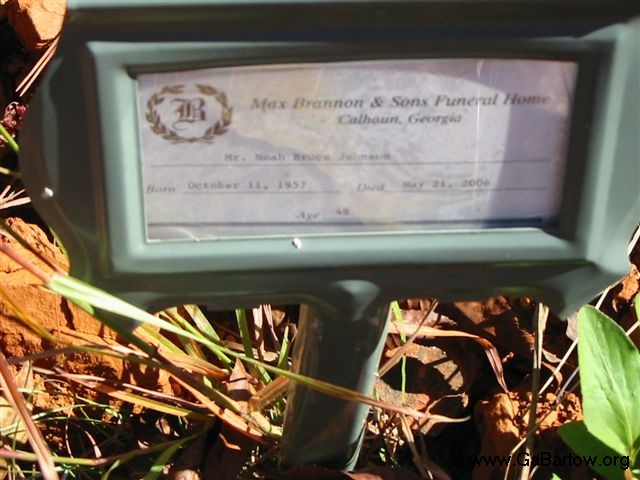 B
Max Brannon & Sons Funeral Home
Calhoun, Georgia
Mr. Noah Bruce Johnson
Born October 11, 1957 Died May 21, 2006
Age 48
www.GaBartow.org